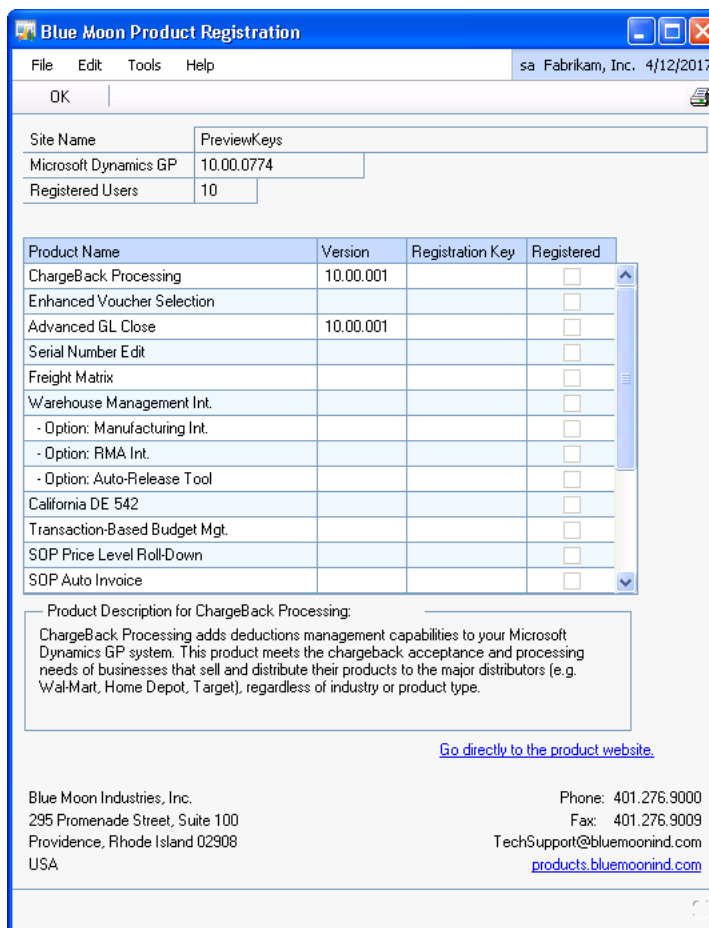 Blue Moon Product Registration
File Edit Tools Help sa Fabrikam, Inc. 4/12/2017
OK
Site Name PreviewKeys
Microsoft Dynamics GP 10.00.0774
Registered Users 10
Product Name Version Registration Key Registered
ChargeBack Processing 10.00.001
Enhanced Voucher Selection
Advanced GL Close 10.00.001
Serial Number Edit
Freight Matrix
Warehouse Management Int.
- Option: Manufacturing Int.
- Option: RMA Int.
- Option: Auto-Release Tool
California DE 542
Transaction-Based Budget Mgt.
SOP Price Level Roll-Down
SOP Auto Invoice
Product Description for ChargeBack Processing:
ChargeBack Processing adds deductions management capabilities to your Microsoft
Dynamics GP system. This product meets the chargeback acceptance and processing
needs of businesses that sell and distribute their products to the major distributors (e.g.
Wal-Mart, Home Depot, Target), regardless of industry or product type.
Go directly to the product website.
Blue Moon Industries, Inc. Phone: 401.276.9000
295 Promenade Street, Suite 100 Fax: 401.276.9009
Providence, Rhode Island 02908 TechSupport@bluemoonind.com
USA products.bluemoonind.com